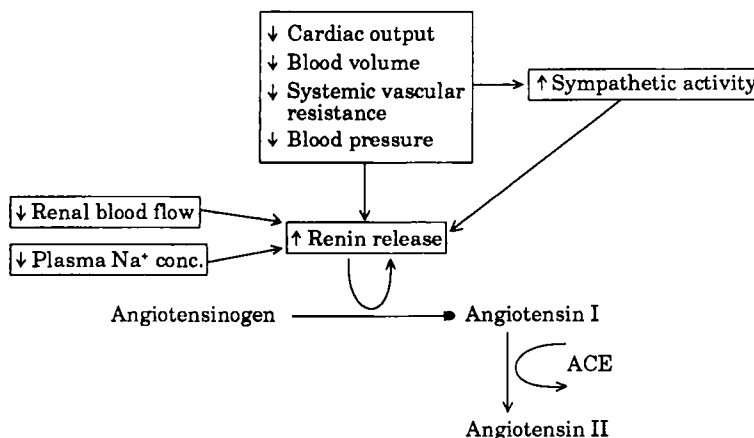 ↓ Cardiac output
↓ Blood volume
↓ Systemic vascular
resistance
↓ Blood pressure
↑ Sympathetic activity
↓ Renal blood flow
↑ Renin release
↓ Plasma Na⁺ conc.
Angiotensinogen
Angiotensin I
ACE
Angiotensin II